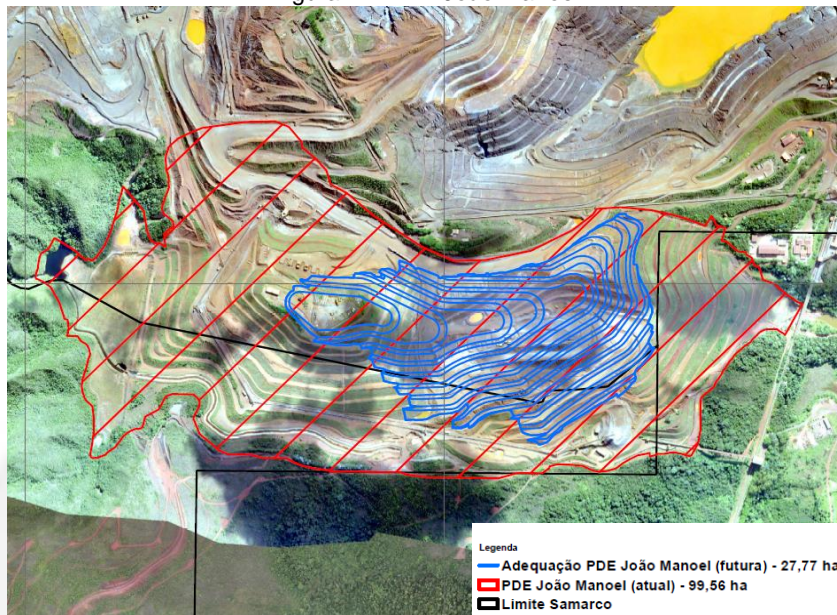 Legenda
Adequação PDE João Manoel (futura) - 27,77 ha
PDE João Manoel (atual) - 99,56 ha
Limite Samarco